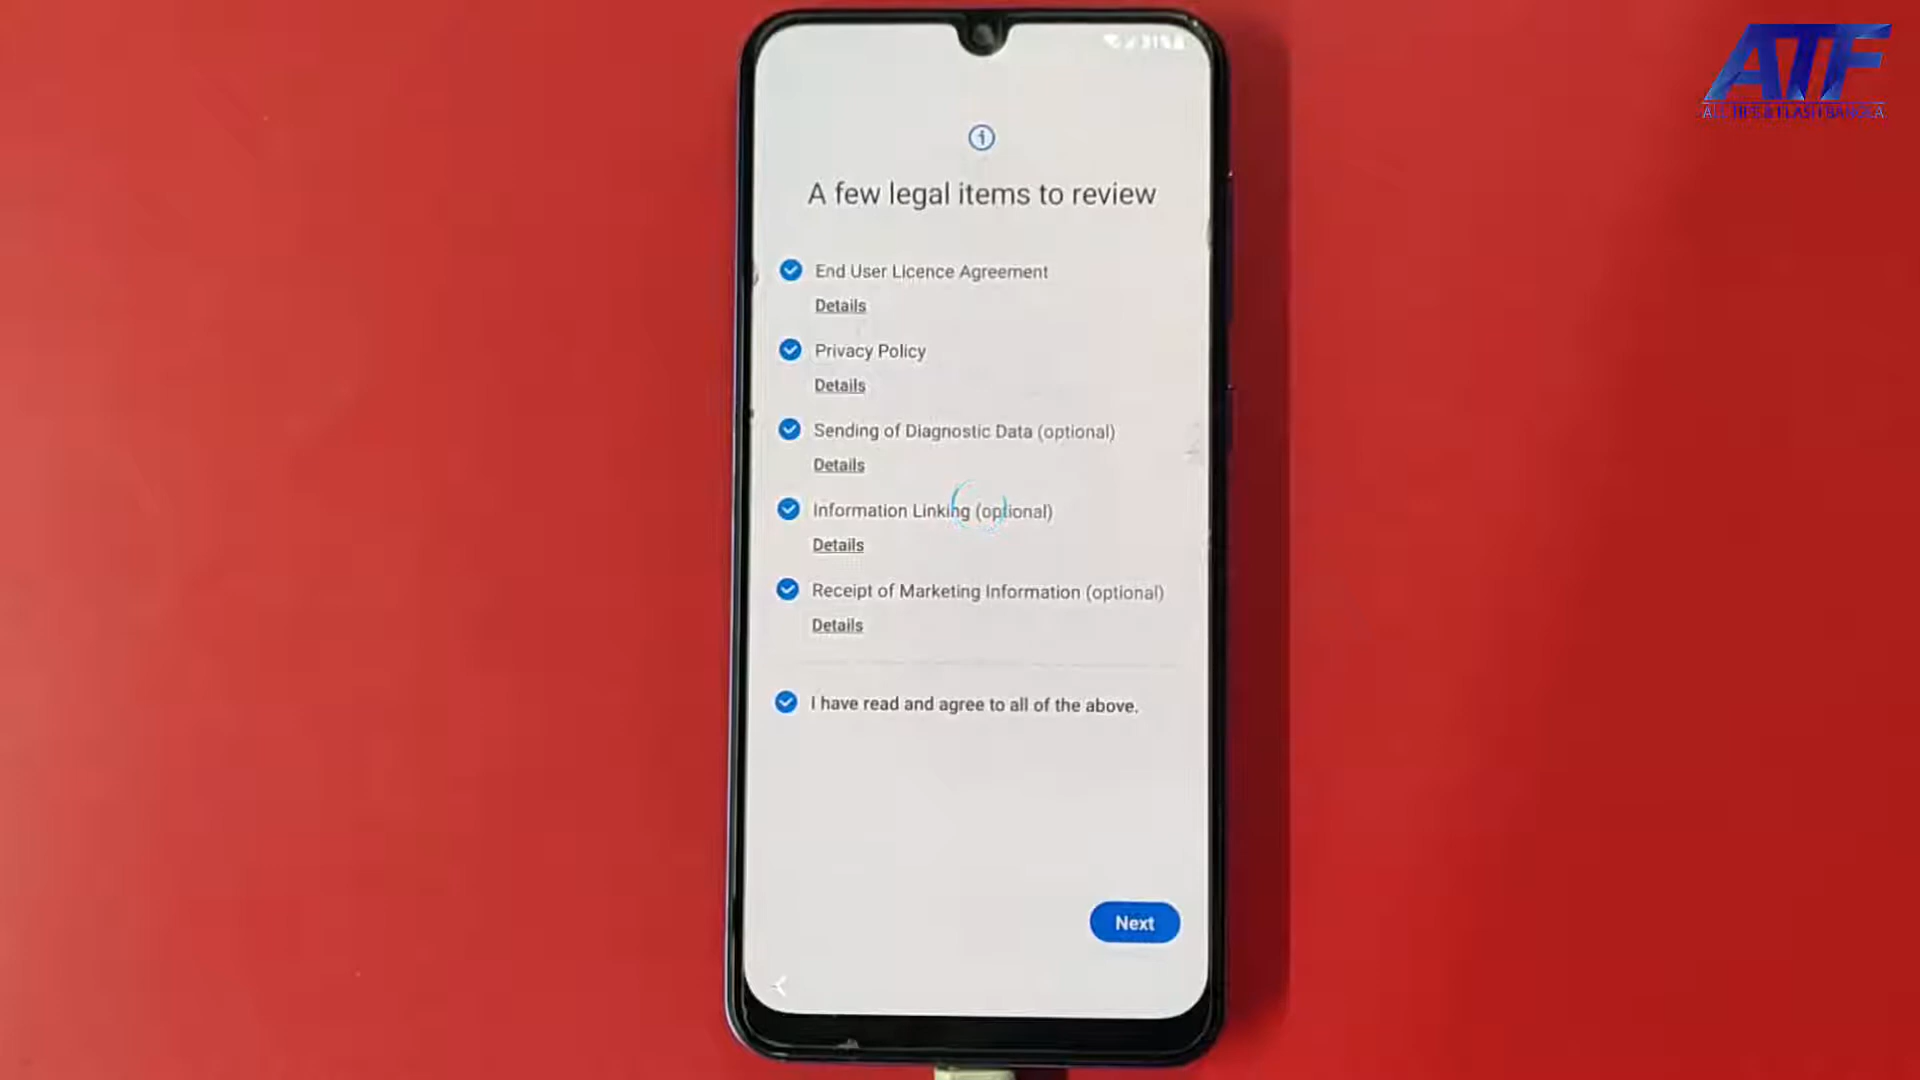 31%
ATF
A few legal items to review
End User Licence Agreement
Details
Privacy Policy
Details
Sending of Diagnostic Data (optional)
Details
Information Linking (optional)
Details
Receipt of Marketing Information (optional)
Details
I have read and agree to all of the above.
Next